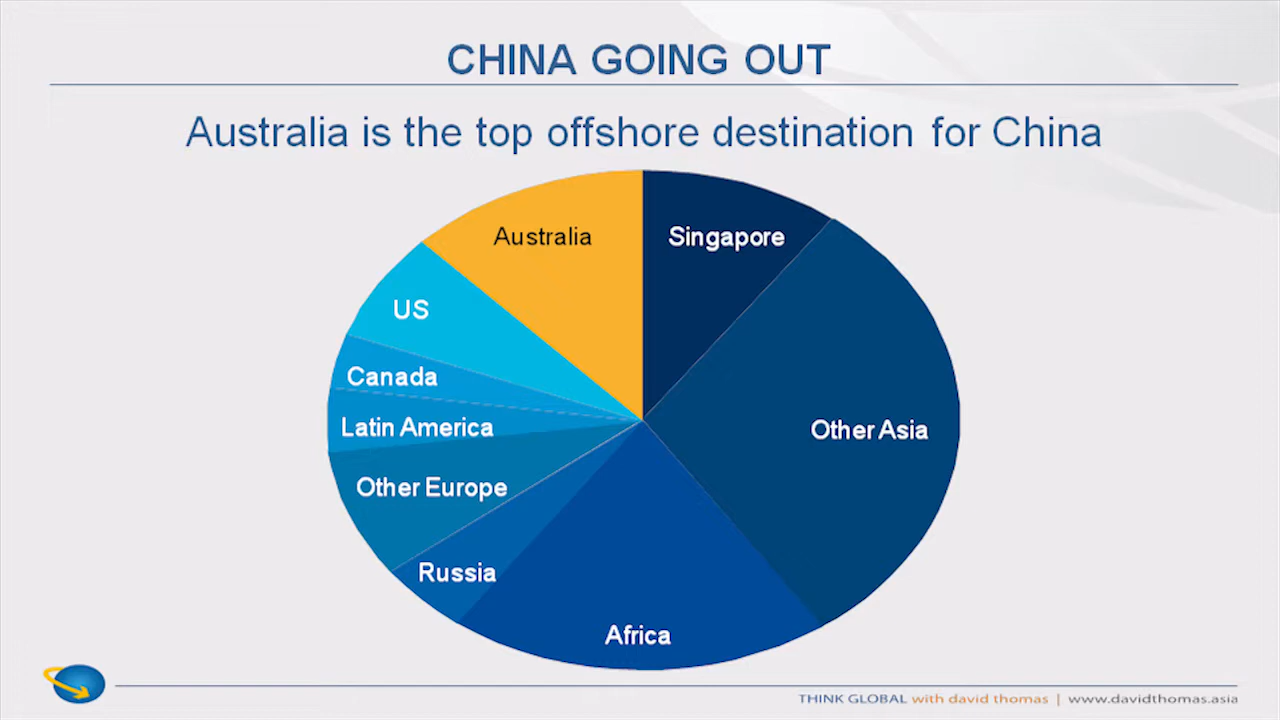 CHINA GOING OUT
Australia is the top offshore destination for China
Australia
Singapore
US
Canada
Latin America
Other Asia
Other Europe
Russia
Africa
THINK GLOBAL with david thomas | www.davidthomas.asia